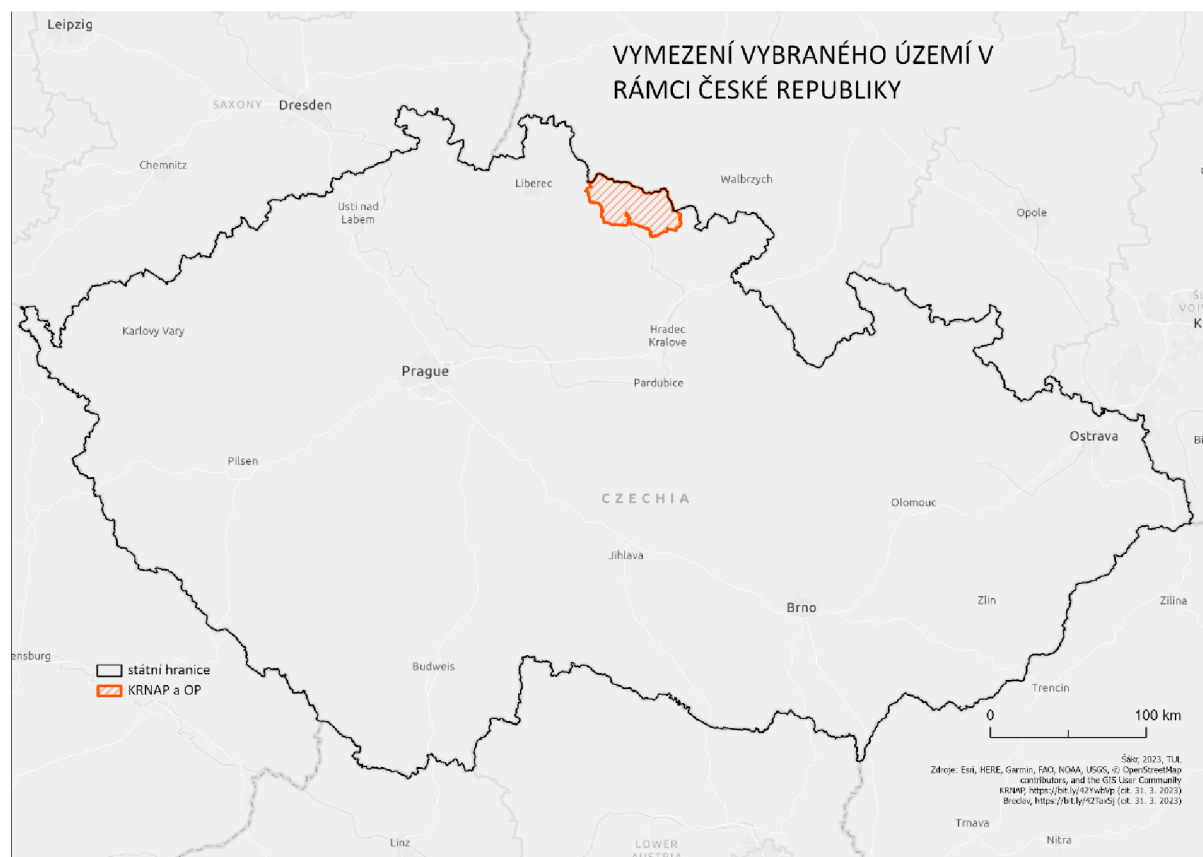 Leipzig
VYMEZENÍ VYBRANÉHO ÚZEMÍ V
RÁMCI ČESKÉ REPUBLIKY
SAXONY
Dresden
Chemnitz
Liberec
Walbrzych
Usti nad
Labem
Opole
Karlovy Vary
Hradec
Kralove
Prague
Pardubice
Ostrava
Pilsen
CZECHIA
Olomouc
Jihlava
Brno
Zlin
Zilina
ensburg
Budweis
státní hranice
KRNAP a OP
Trencin
0 100 km
Šákr, 2023, TUL
Zdroje: Esri, HERE, Garmin, FAO, NOAA, USGS, © OpenStreetMap
contributors, and the GIS User Community
KRNAP, https://bit.ly/42YwbVp (cit. 31. 3. 2023)
Breclav, https://bit.ly/42TaxSj (cit. 31. 3. 2023)
Trnava
Linz
LOWER
Nitra